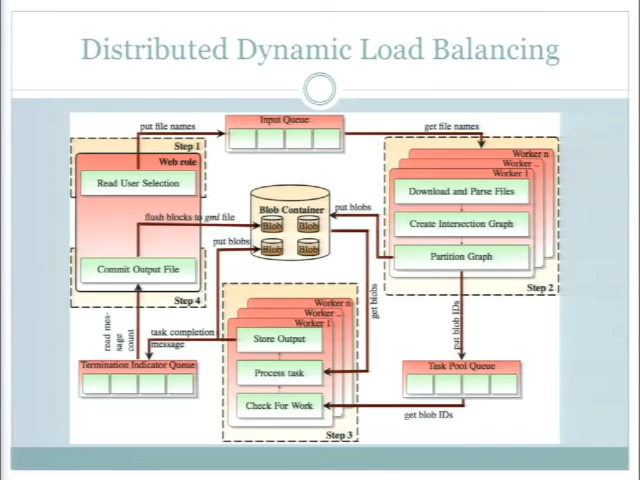 Distributed Dynamic Load Balancing
put file names
Input Queue
get file names
Step 1
Web role
Read User Selection
Worker n
Worker ..
Worker 1
Download and Parse Files
Create Intersection Graph
Partition Graph
Step 2
Blob Container
Blob
Blob
Blob
Blob
put blobs
flush blocks to gml file
put blobs
Commit Output File
Step 4
get blobs
put blob IDs
read mes-
sage
count
task completion
message
Worker n
Worker ..
Worker 1
Store Output
Process task
Check For Work
Step 3
Termination Indicator Queue
Task Pool Queue
get blob IDs